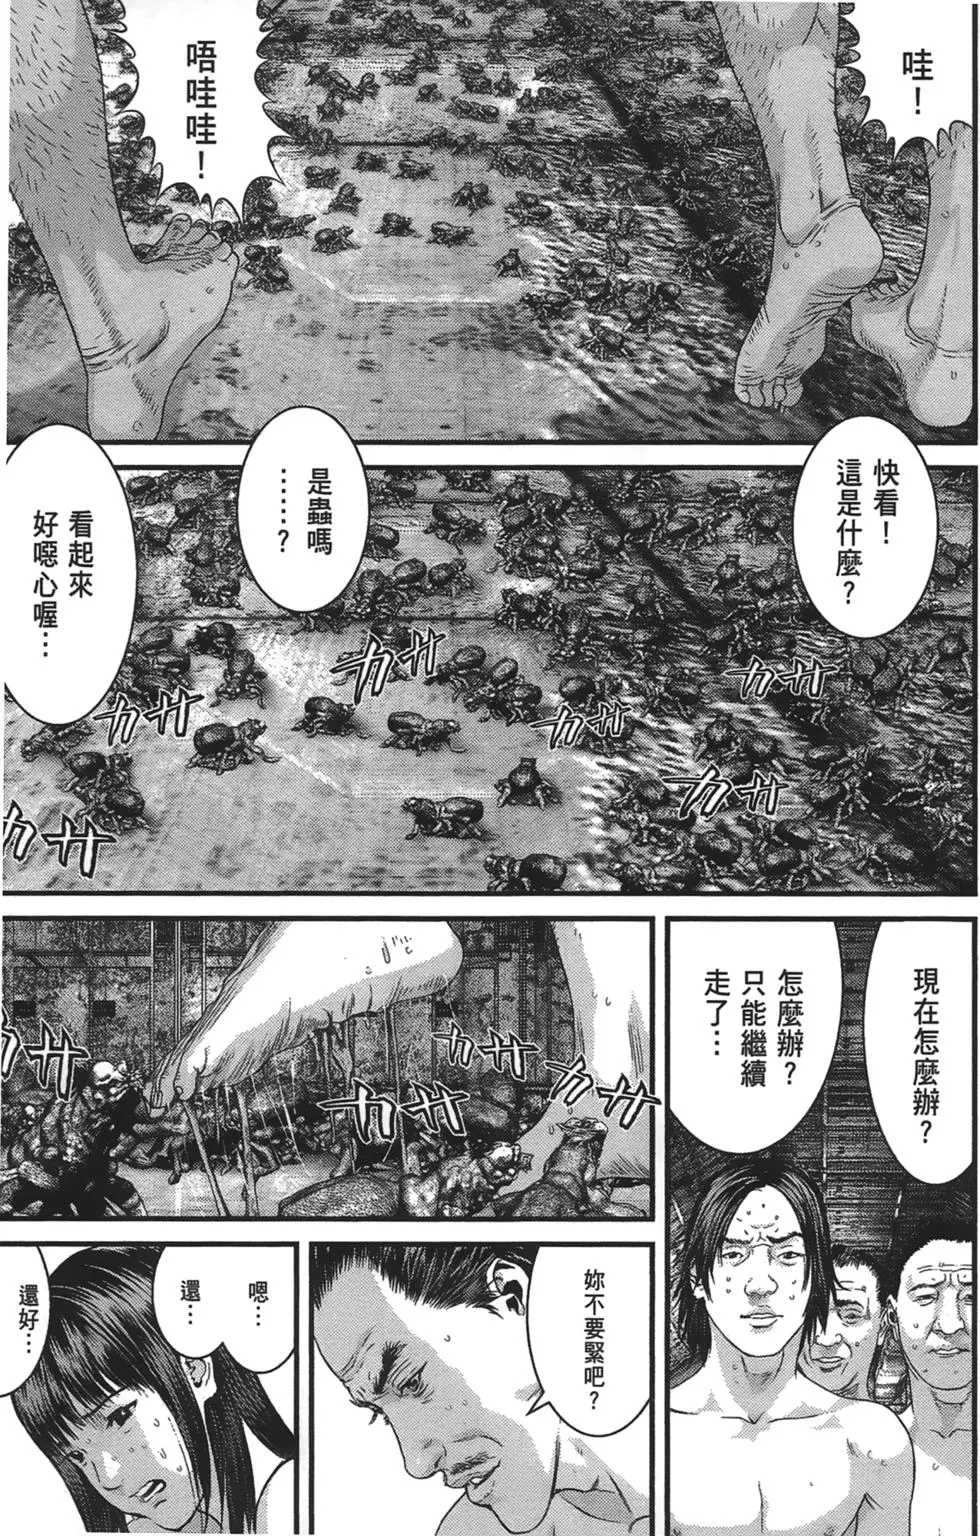 哇！
唔哇哇！
快看！
這是什麼？
是蟲嗎
……？
看起來
好噁心喔…
カサ
カサ
カサ
カサ
カサ
カサ
現在怎麼辦？
怎麼辦？
只能繼續
走了…
カサ
カサ
カサ
妳不要緊吧？
嗯…
還…
還好…